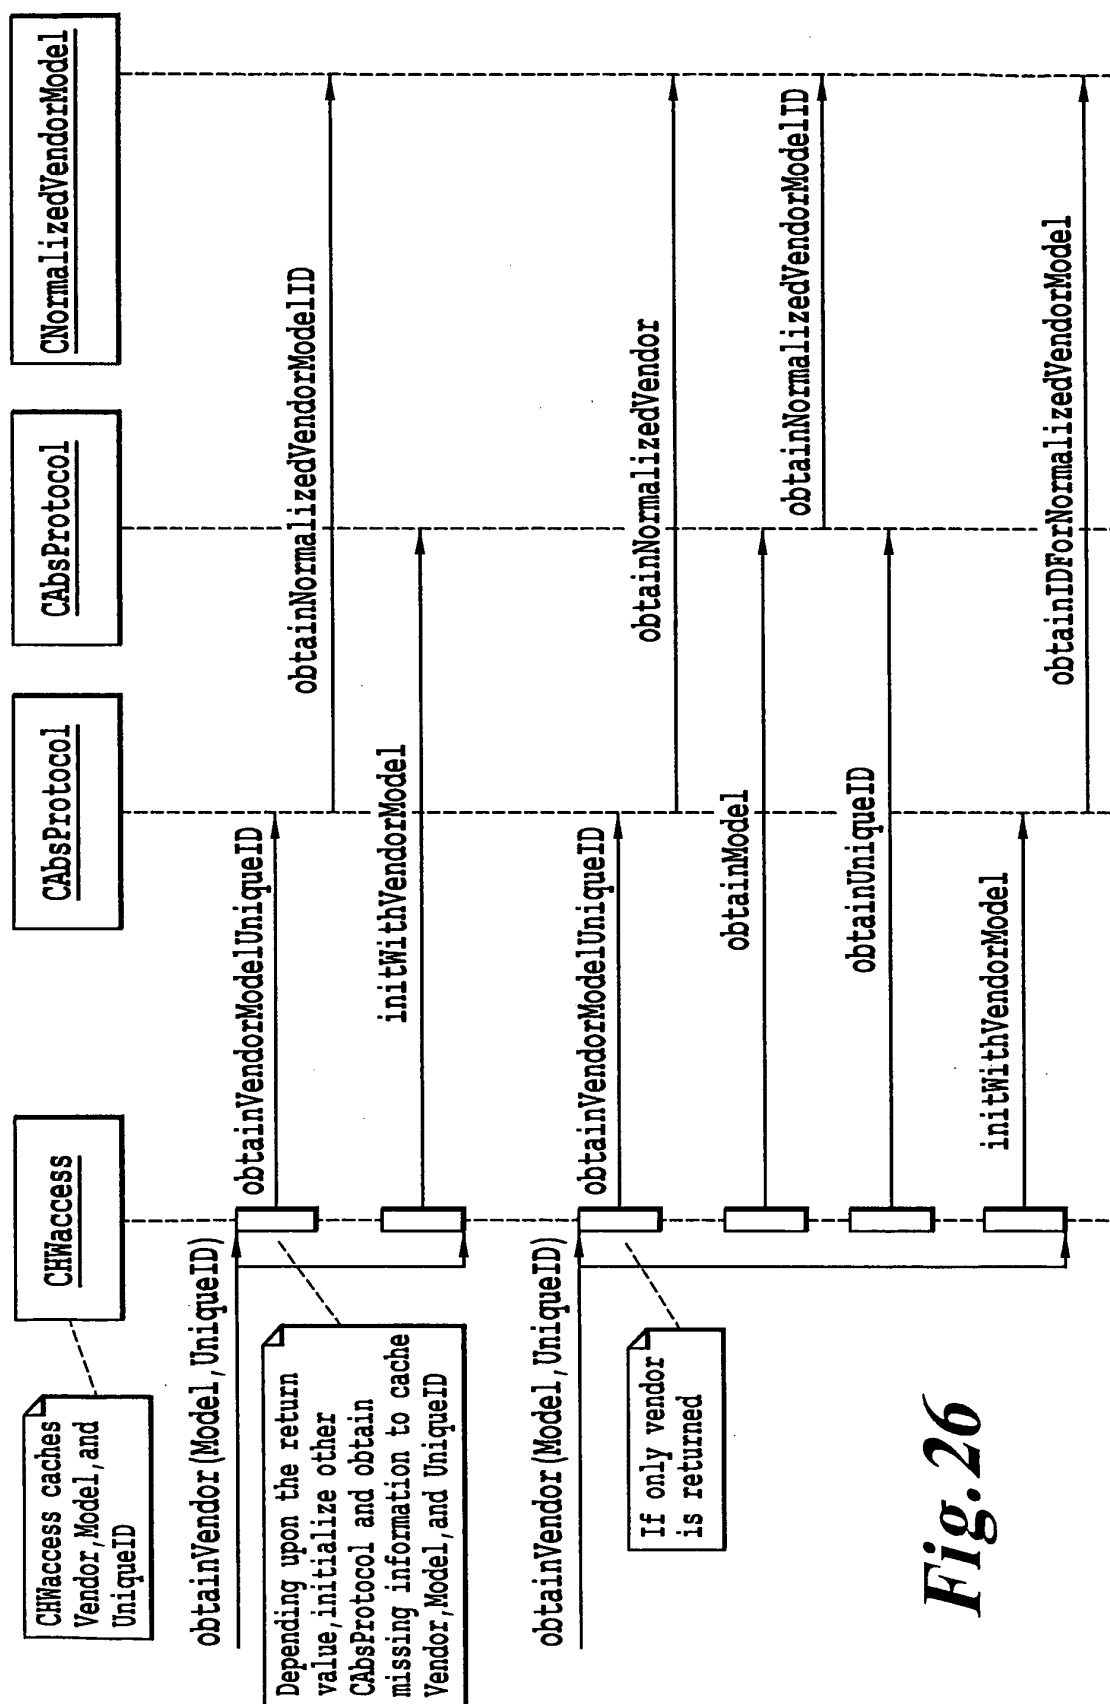 CHWaccess caches
Vendor,Model,and
UniqueID
CHWaccess
CAbsProtocol
CAbsProtocol
CNormalizedVendorModel
obtainVendor(Model,UniqueID)
obtainVendorModelUniqueID
obtainNormalizedVendorModelID
Depending upon the return
value,initialize other
CAbsProtocol and obtain
missing information to cache
Vendor,Model,and UniqueID
initWithVendorModel
obtainVendor(Model,UniqueID)
obtainVendorModelUniqueID
obtainNormalizedVendor
If only vendor
is returned
obtainModel
obtainNormalizedVendorModelID
obtainUniqueID
initWithVendorModel
obtainIDForNormalizedVendorModel
Fig.26